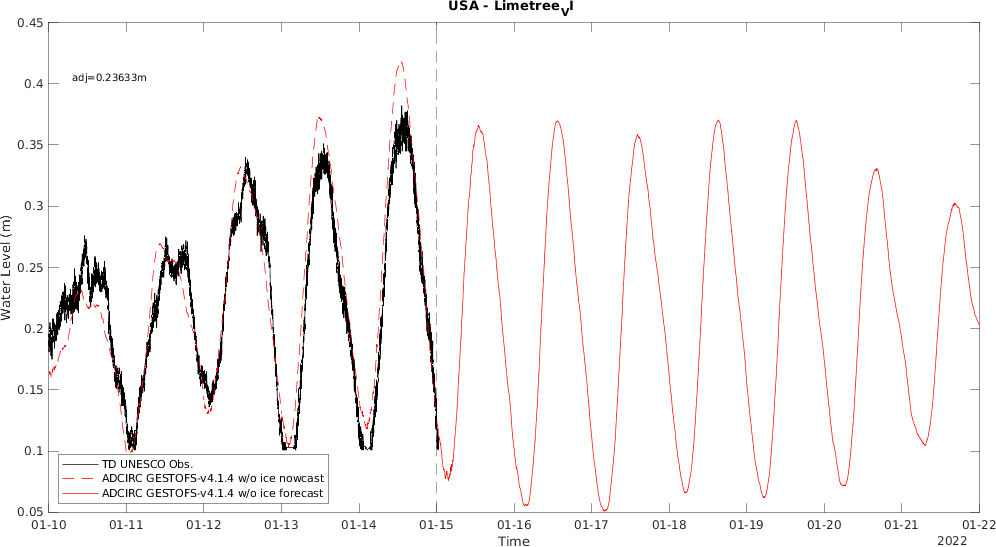 USA - Limetree_VI
adj=0.23633m
Water Level (m)
0.45
0.4
0.35
0.3
0.25
0.2
0.15
0.1
0.05
TD UNESCO Obs.
ADCIRC GESTOFS-v4.1.4 w/o ice nowcast
ADCIRC GESTOFS-v4.1.4 w/o ice forecast
01-10 01-11 01-12 01-13 01-14 01-15 01-16 01-17 01-18 01-19 01-20 01-21 01-22
Time
2022